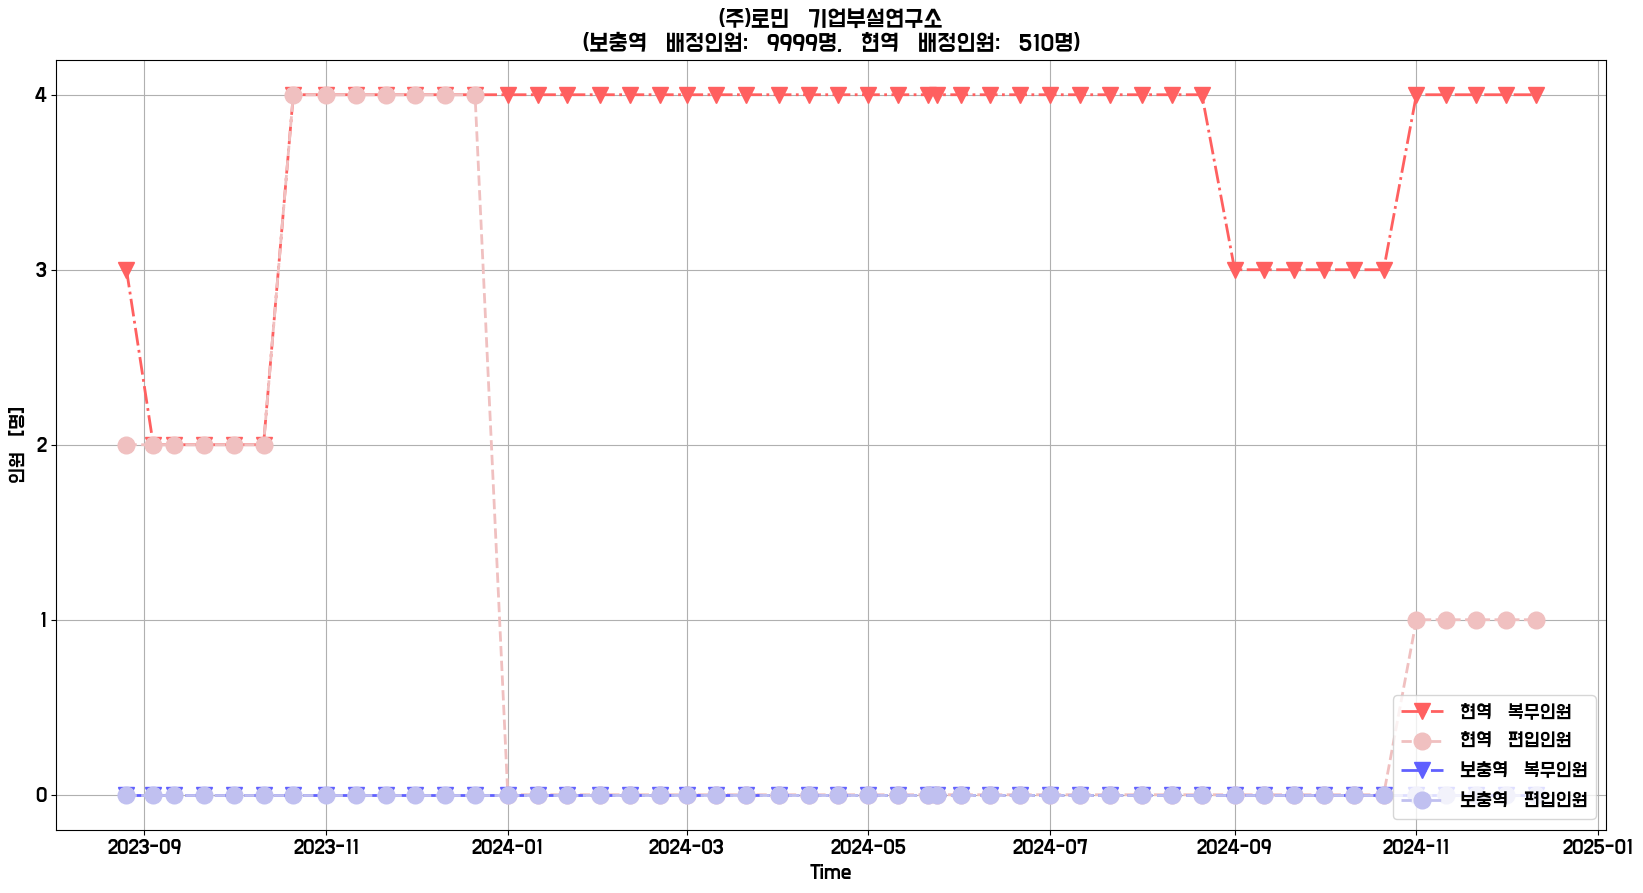 (주)로민 기업부설연구소
(보충역 배정인원: 9999명, 현역 배정인원: 510명)
인원 [명]
4
3
2
1
0
현역 복무인원
현역 편입인원
보충역 복무인원
보충역 편입인원
2023-09 2023-11 2024-01 2024-03 2024-05 2024-07 2024-09 2024-11 2025-01
Time